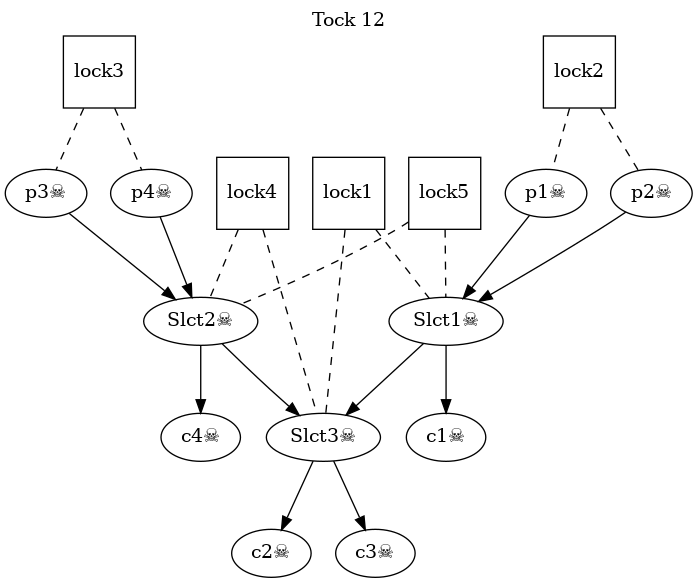 Tock 12
lock3
lock2
p3☠
p4☠
lock4
lock1
lock5
p1☠
p2☠
Slct2☠
Slct1☠
c4☠
Slct3☠
c1☠
c2☠
c3☠